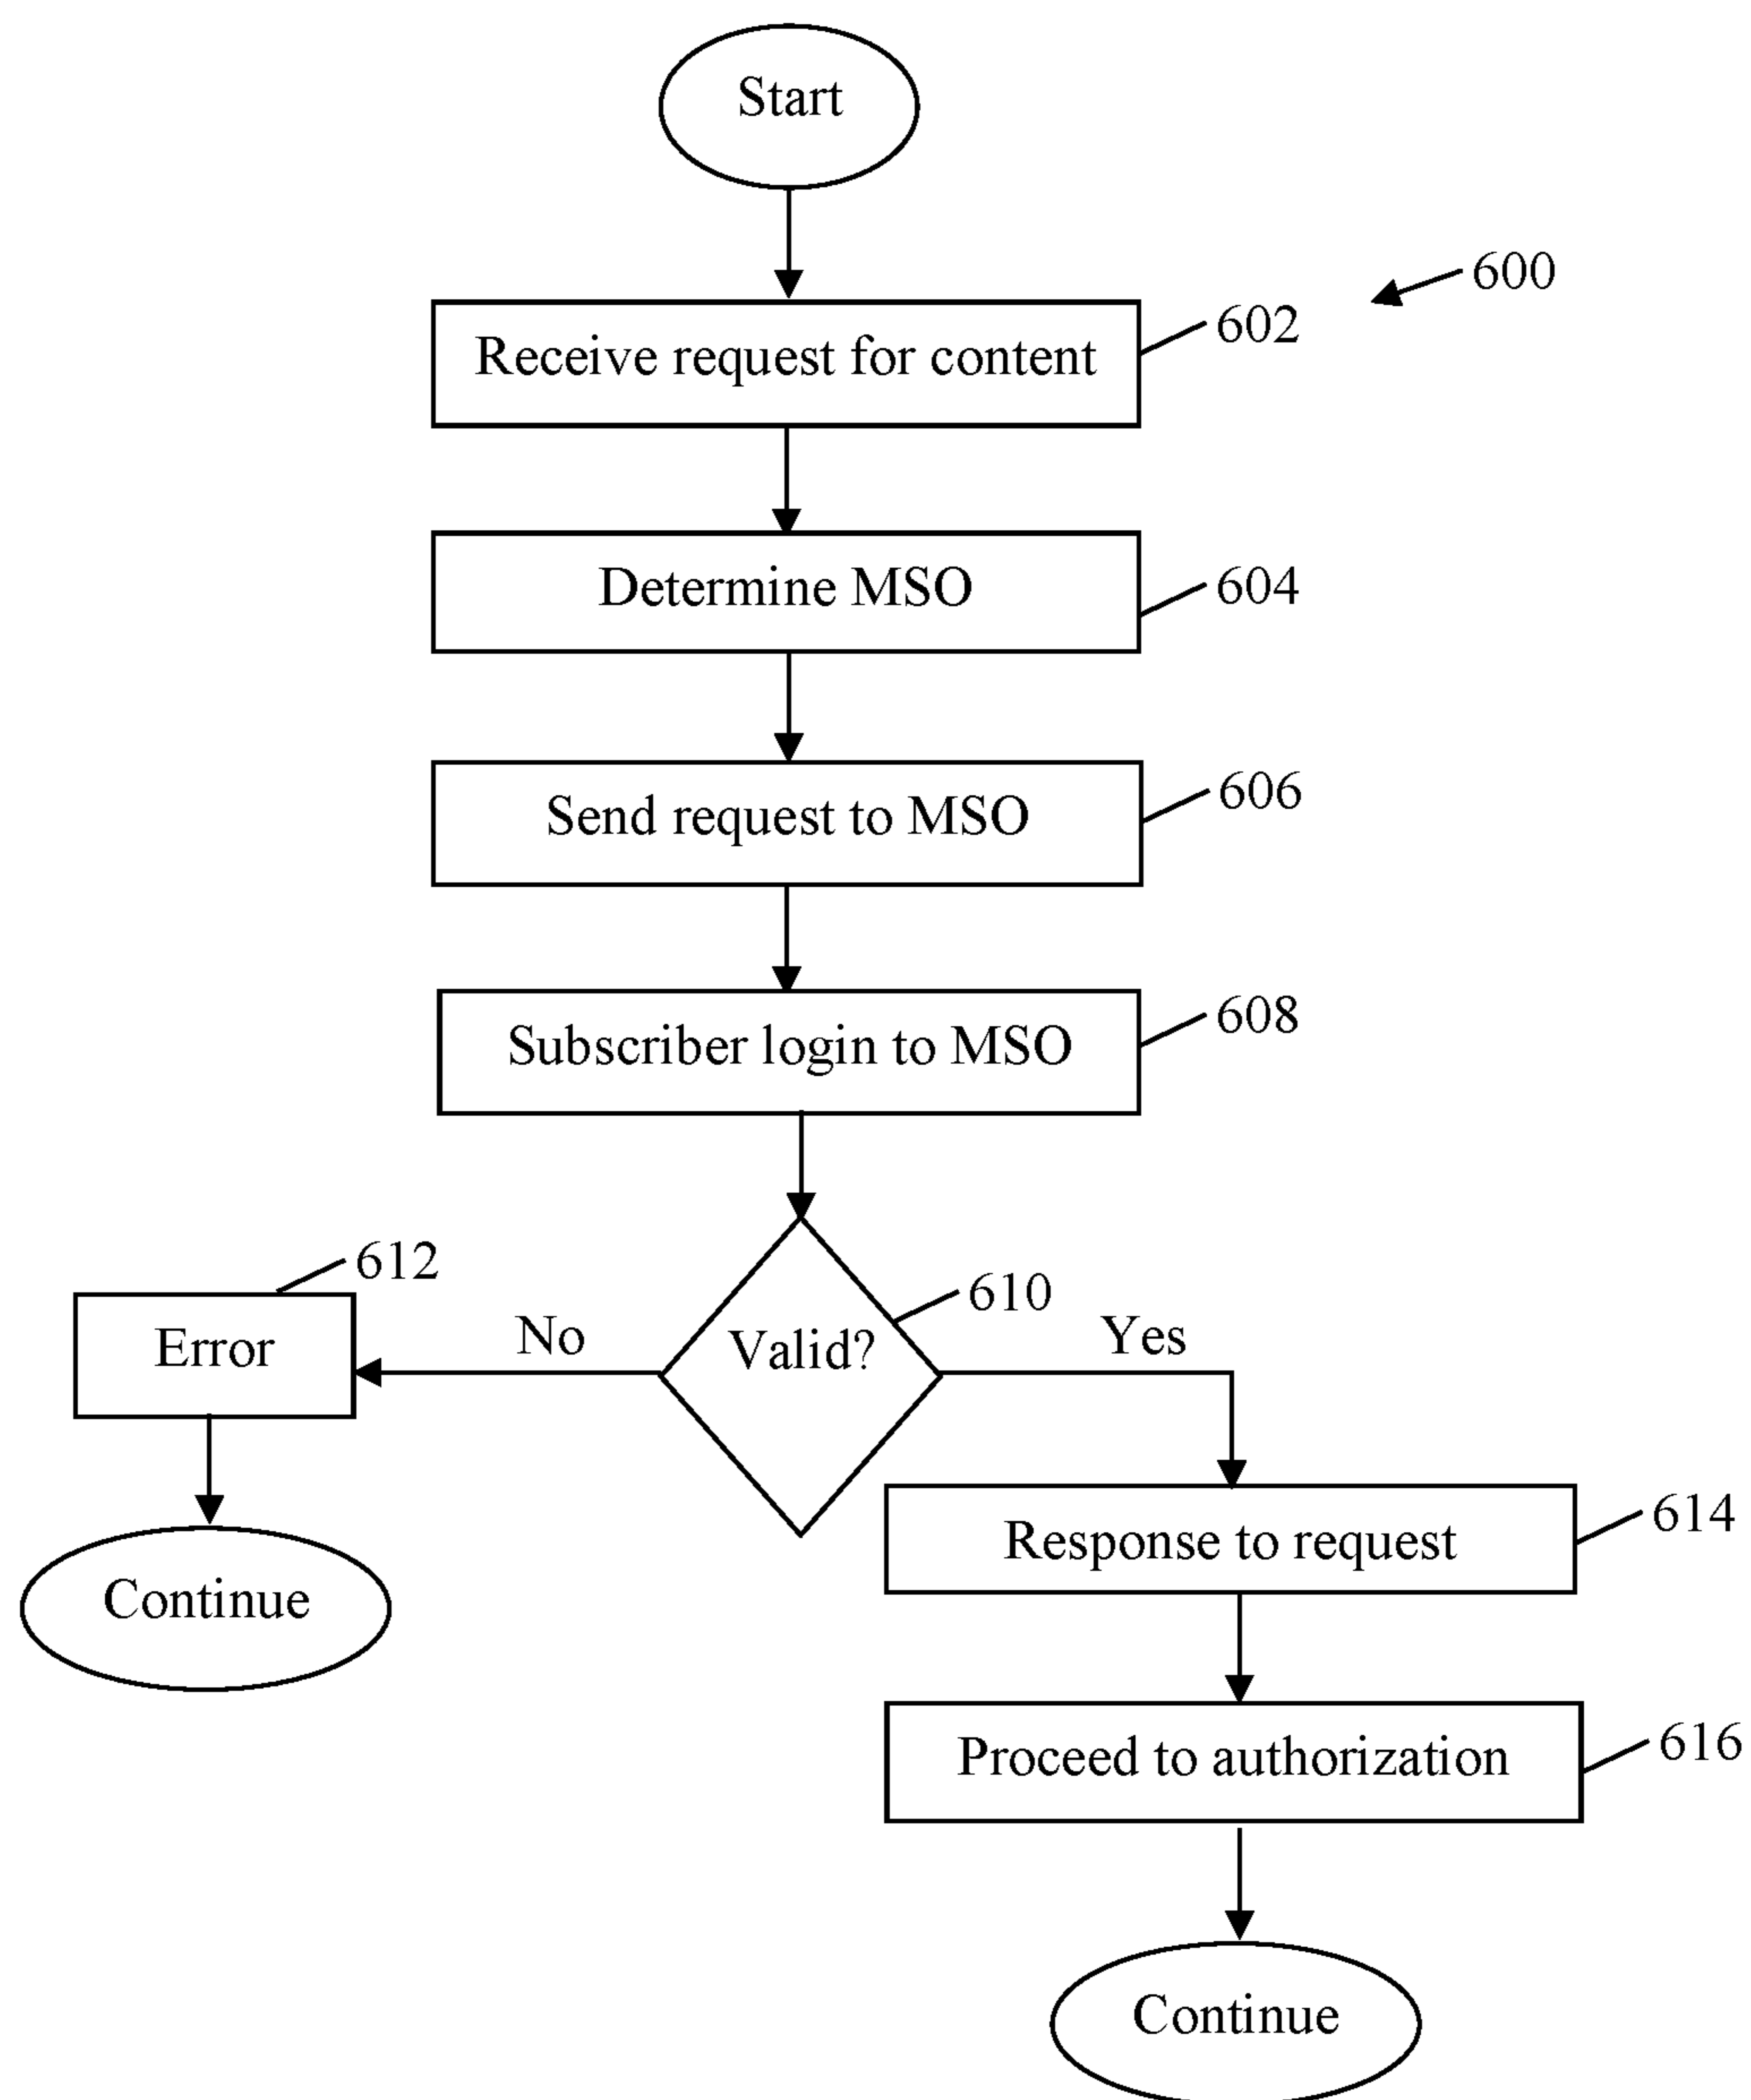 Start
600
602
Receive request for content
Determine MSO
604
606
Send request to MSO
608
Subscriber login to MSO
612
610
Error
No
Valid?
Yes
614
Response to request
Continue
616
Proceed to authorization
Continue